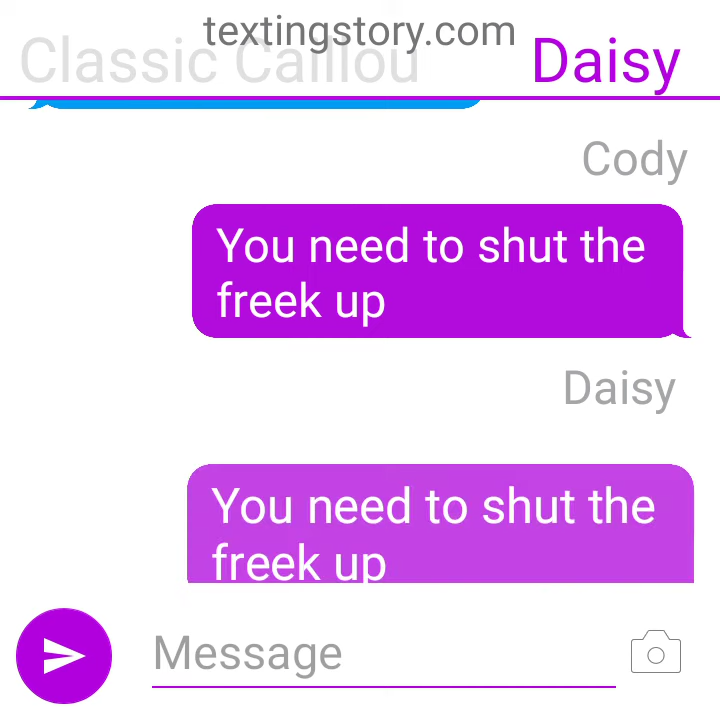 textingstory.com
Classic Caillou Daisy
Cody
You need to shut the
freek up
Daisy
You need to shut the
freek up
Message